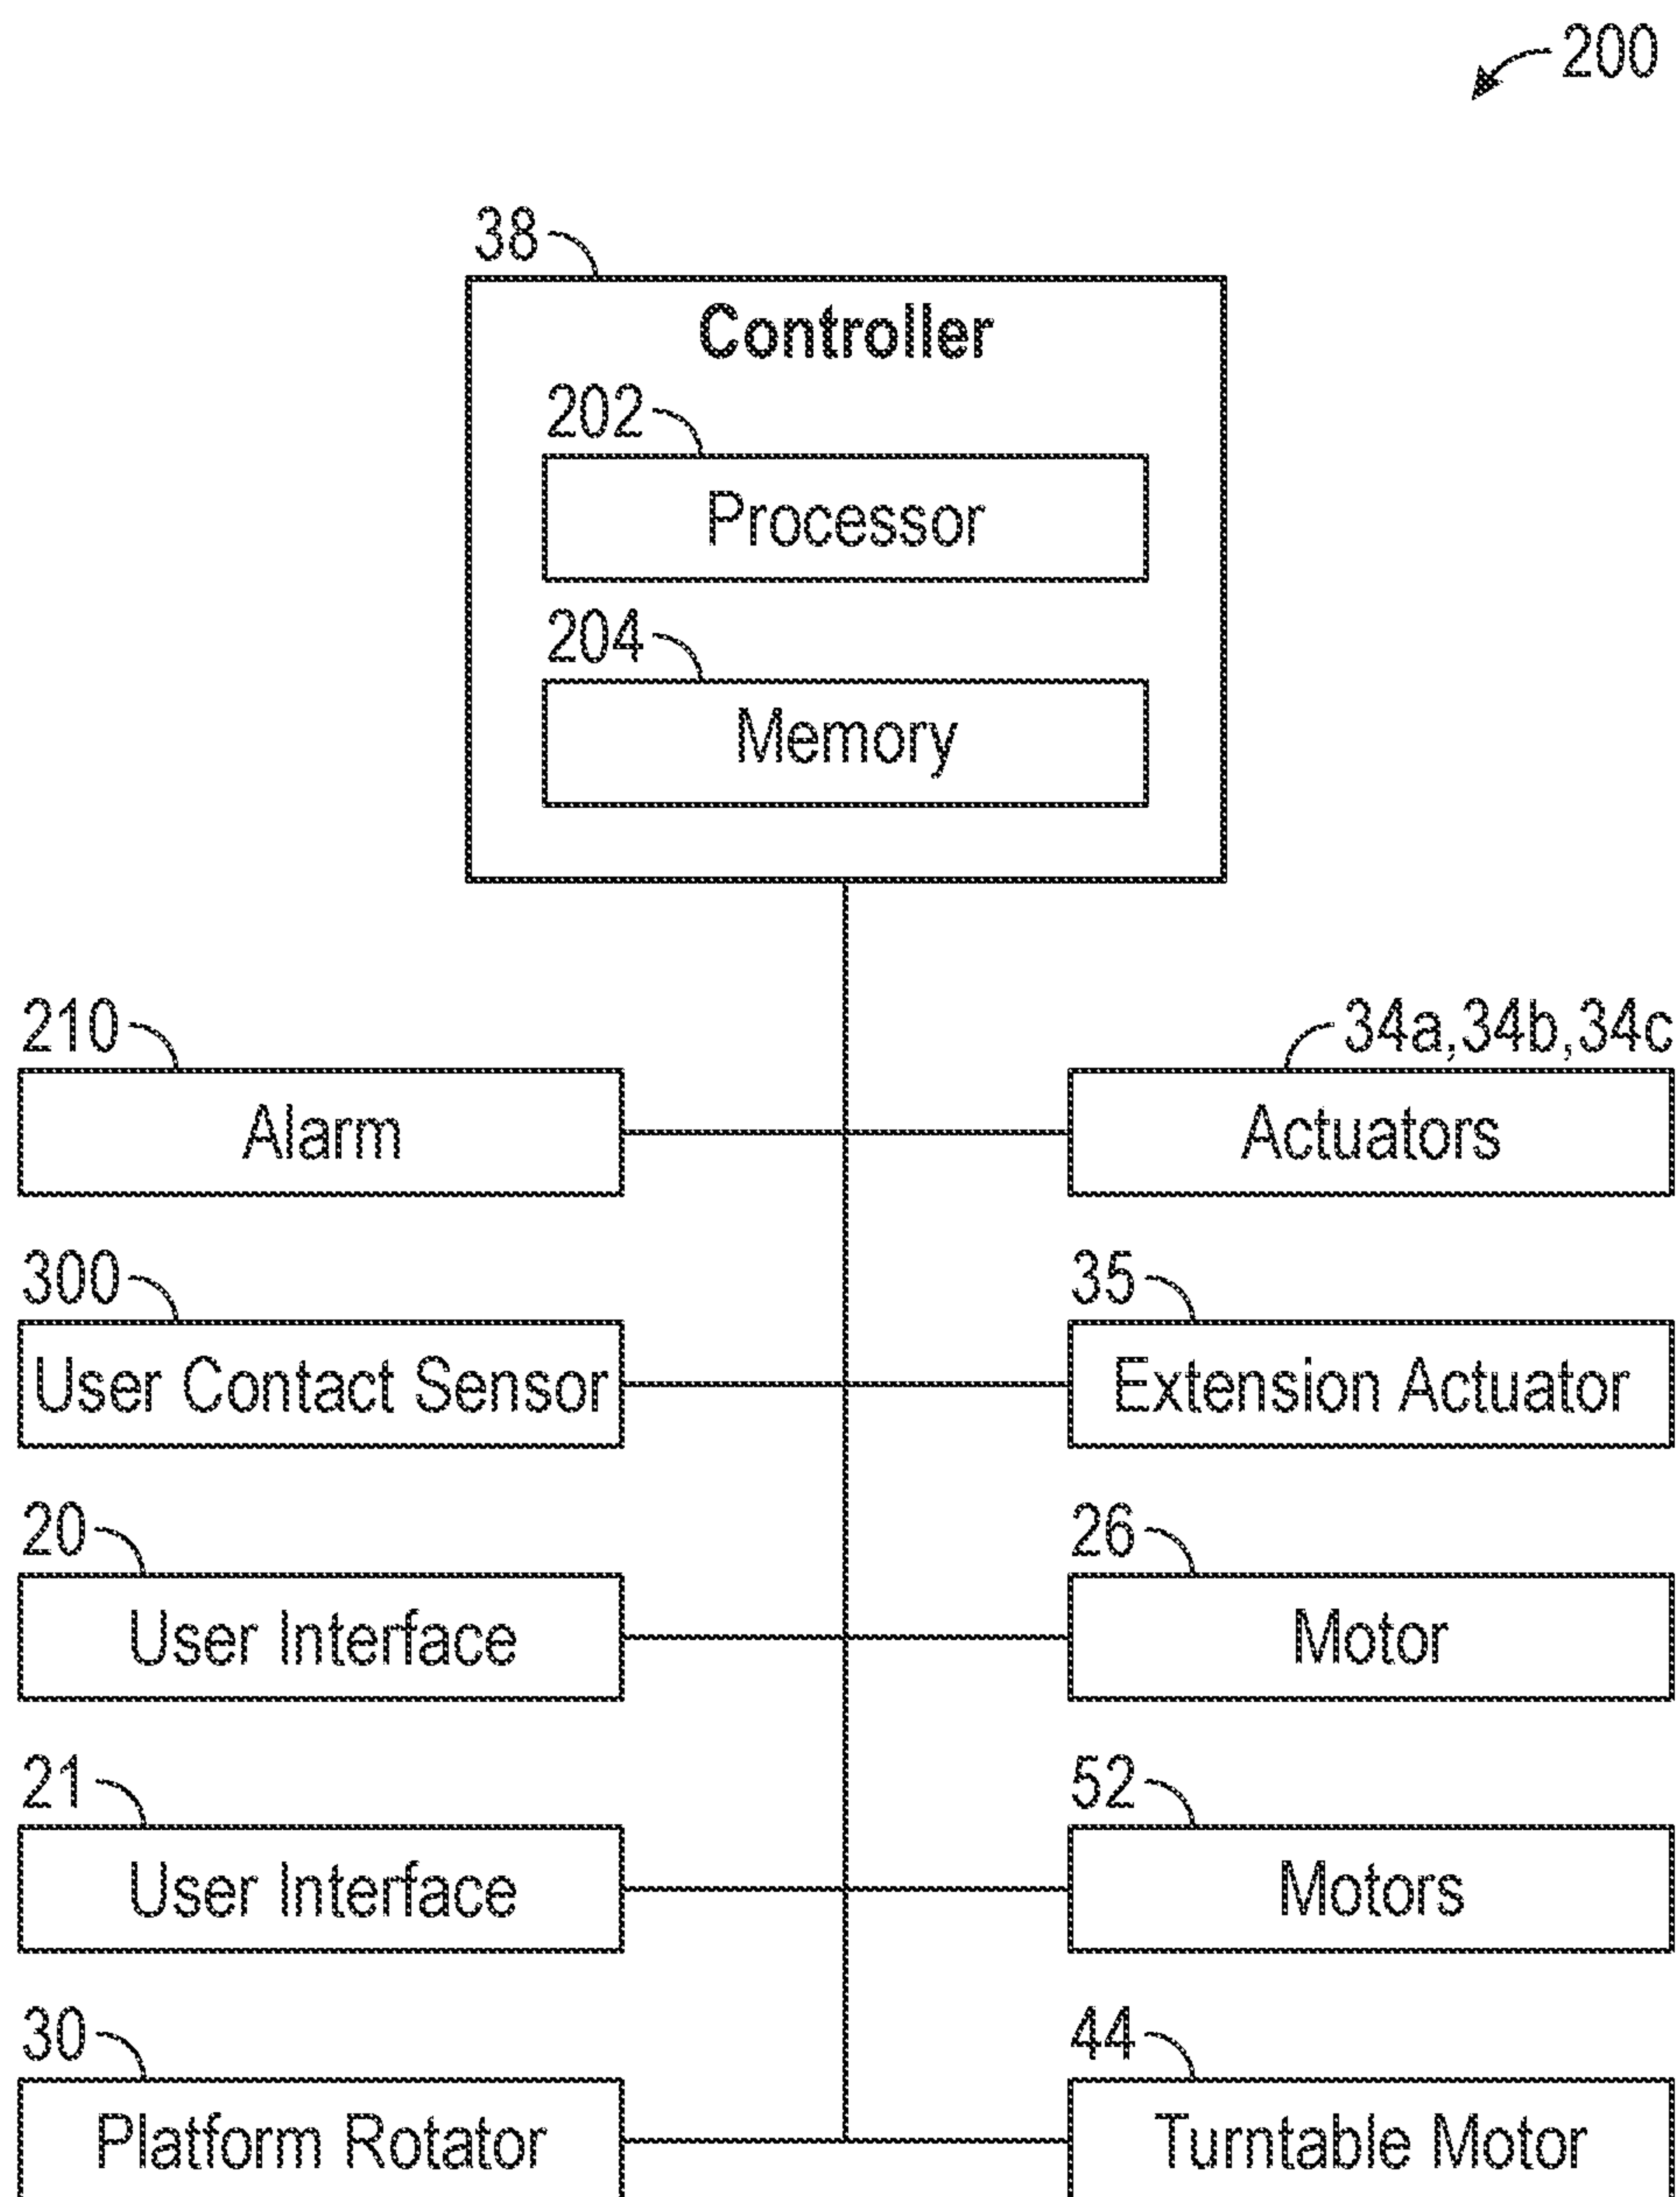 200
38
Controller
202
Processor
204
Memory
210
34a,34b,34c
Alarm
Actuators
300
35
User Contact Sensor
Extension Actuator
20
26
User Interface
Motor
21
52
User Interface
Motors
30
44
Platform Rotator
Turntable Motor